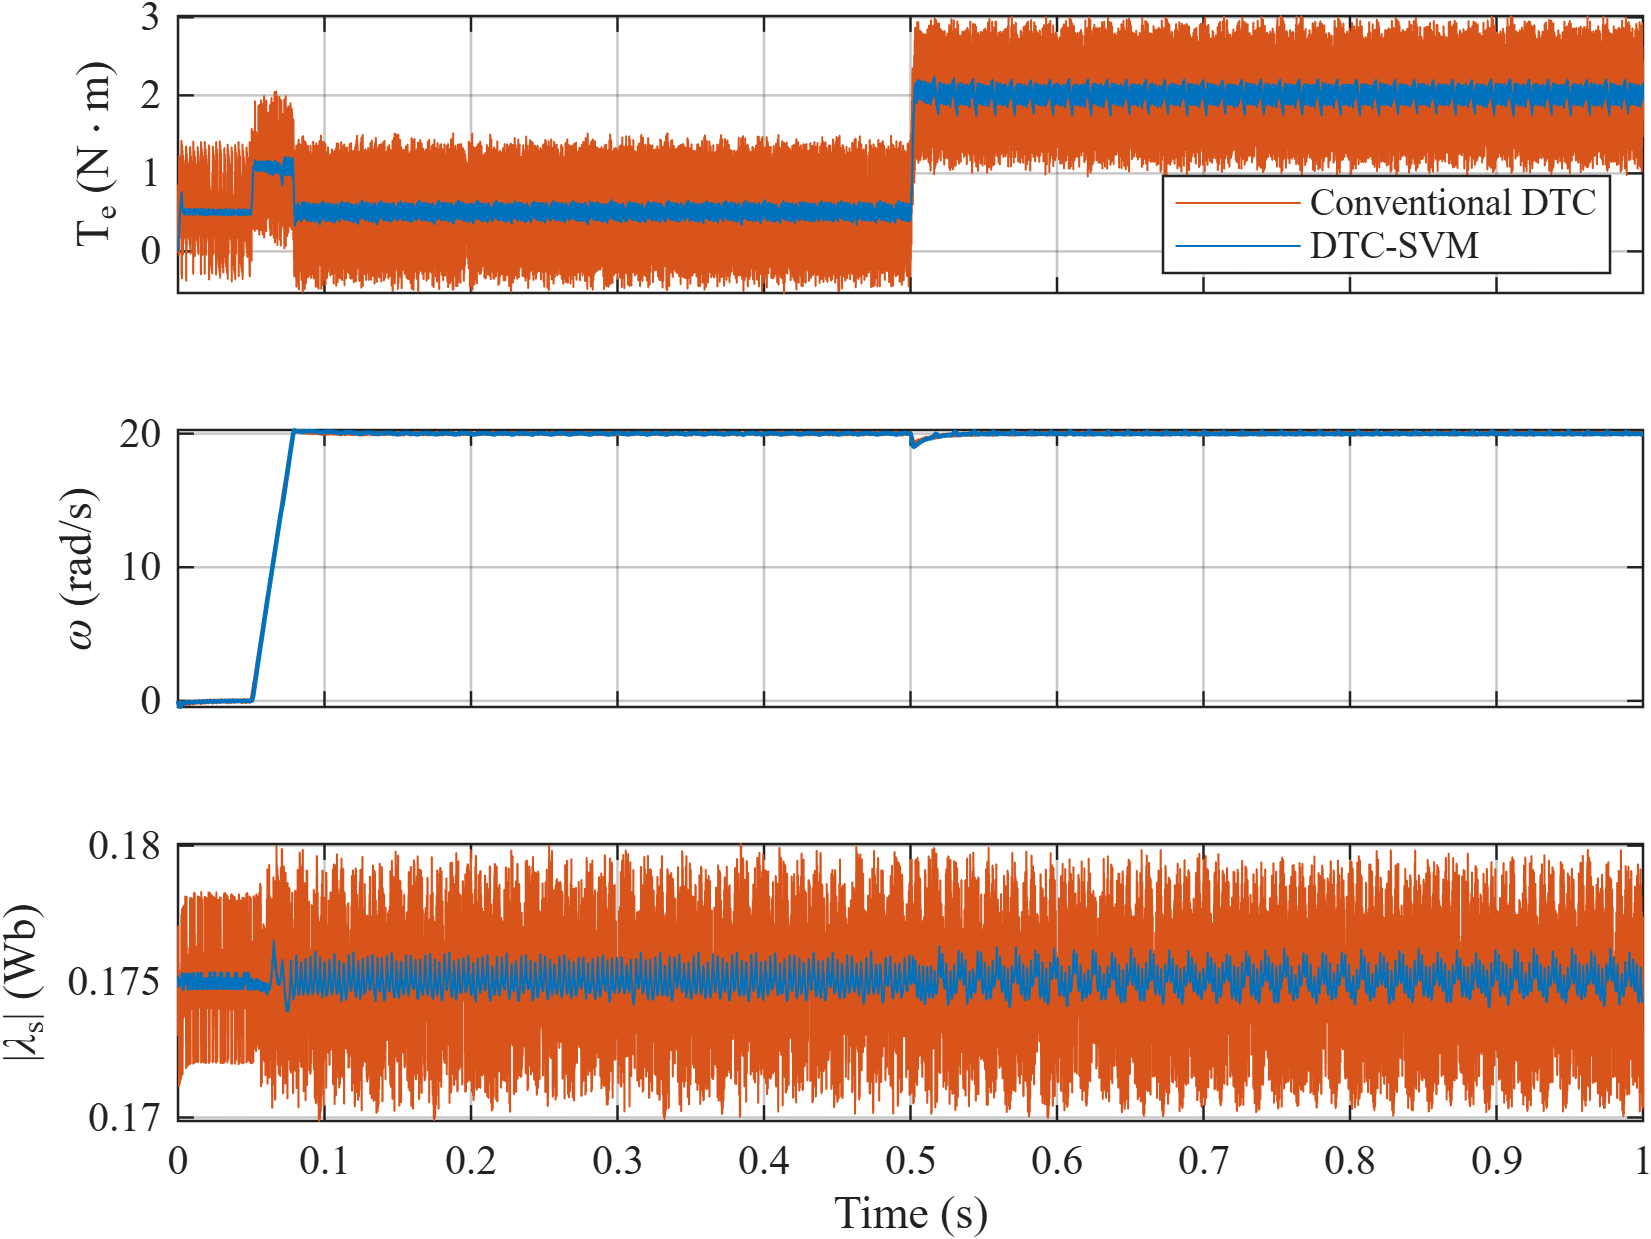 3
2
1
0
T_e (N · m)
Conventional DTC
DTC-SVM
20
10
0
ω (rad/s)
0.18
0.175
0.17
|λ_s| (Wb)
0 0.1 0.2 0.3 0.4 0.5 0.6 0.7 0.8 0.9 1
Time (s)